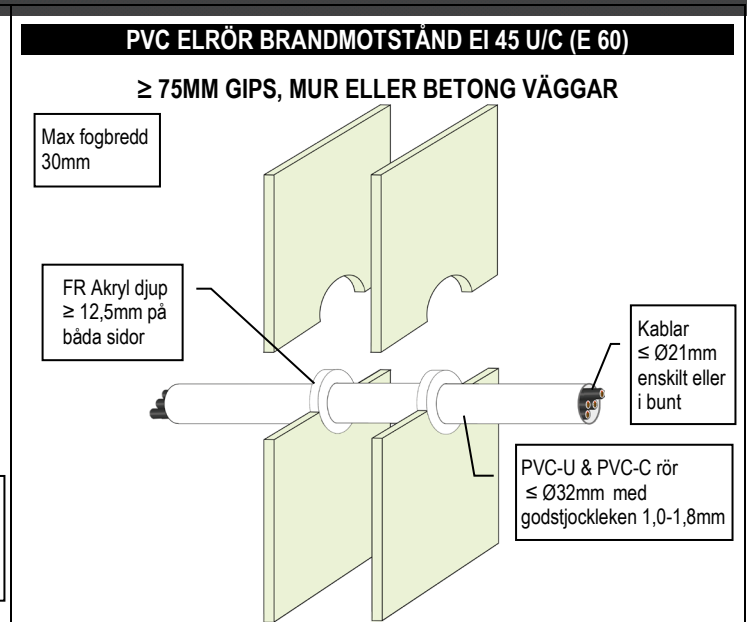 PVC ELRÖR BRANDMOTSTÅND EI 45 U/C (E 60)
≥ 75MM GIPS, MUR ELLER BETONG VÄGGAR
Max fogbredd
30mm
FR Akryl djup
≥ 12,5mm på
båda sidor
Kablar
≤ Ø21mm
enskilt eller
i bunt
PVC-U & PVC-C rör
≤ Ø32mm med
godstjockleken 1,0-1,8mm